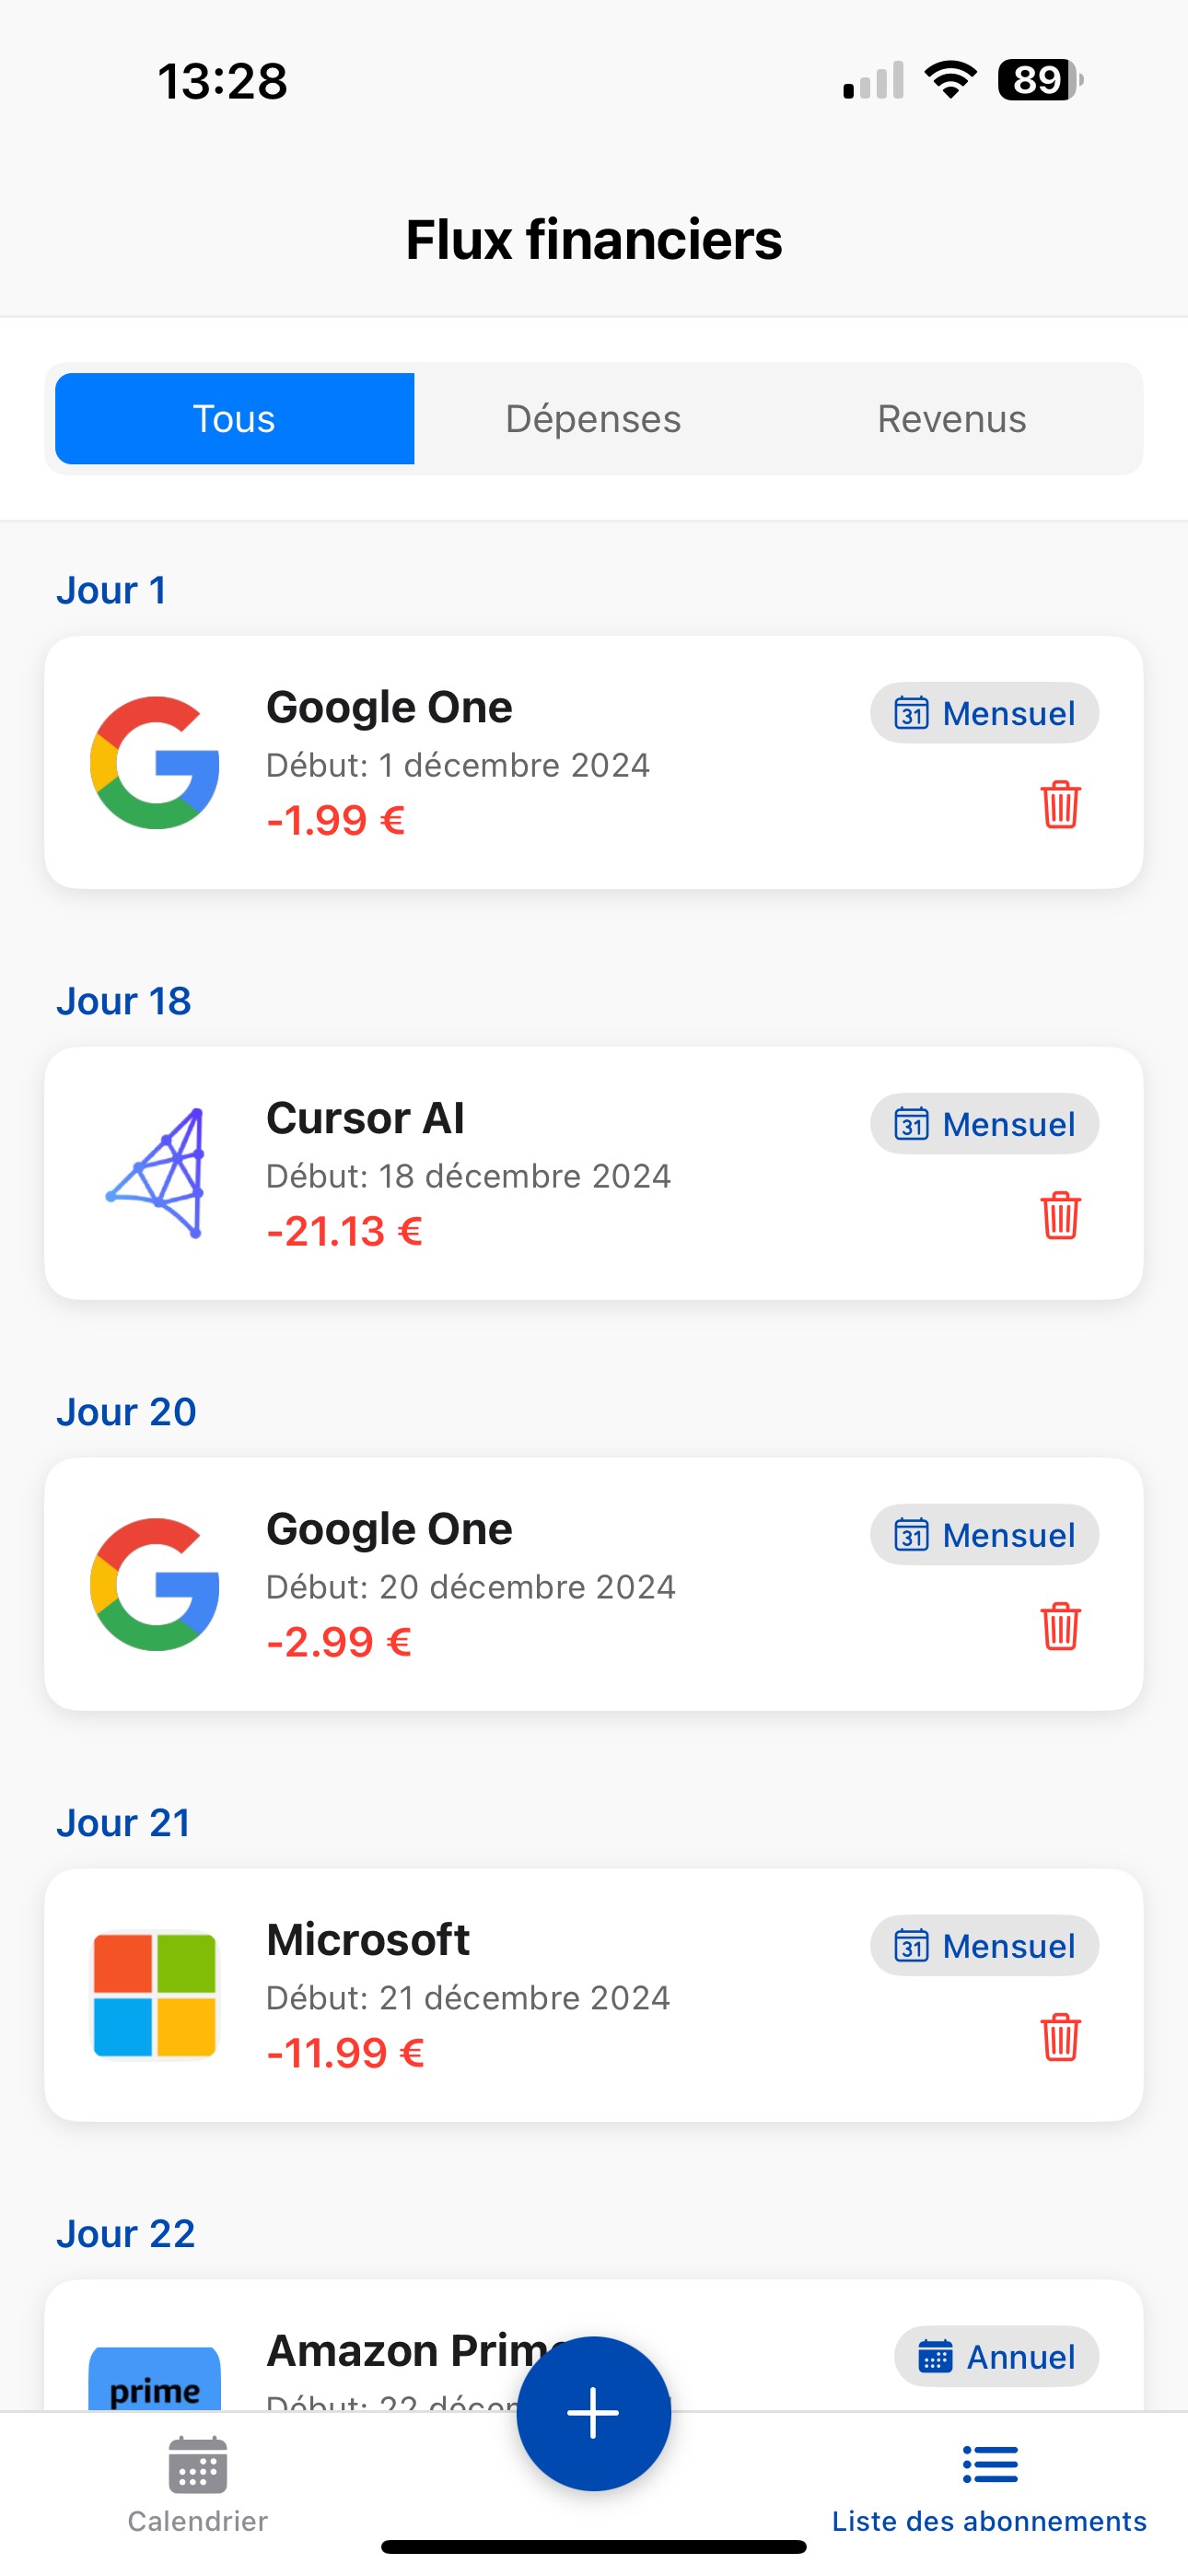 13:28
89
Flux financiers
Tous
Dépenses
Revenus
Jour 1
Google One
31 Mensuel
Début: 1 décembre 2024
-1.99 €
Jour 18
Cursor AI
31 Mensuel
Début: 18 décembre 2024
-21.13 €
Jour 20
Google One
31 Mensuel
Début: 20 décembre 2024
-2.99 €
Jour 21
Microsoft
31 Mensuel
Début: 21 décembre 2024
-11.99 €
Jour 22
prime
Amazon Prim
Annuel
Début: 22 décem
Calendrier
Liste des abonnements